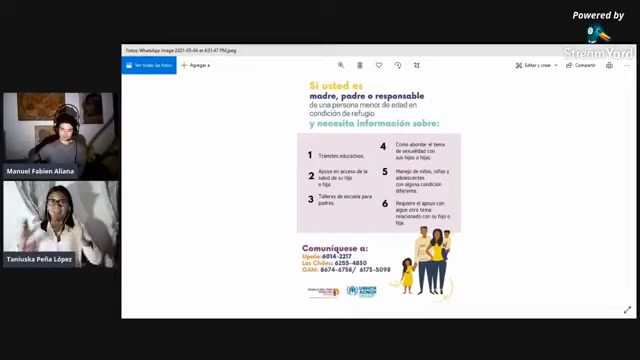 Powered by
StreamYard
Fotos: WhatsApp Image 2021-05-04 at 4.01.47 PM.jpeg
Ver todas las fotos
Agregar a
Editar y crear
Compartir
Si usted es
madre, padre o responsable
de una persona menor de edad en
condición de refugio
y necesita información sobre:
1 Trámites educativos.
2 Apoyo en acceso de la
salud de su hijo
o hija.
3 Talleres de escuela para
padres.
4 Como abordar el tema
de sexualidad con
sus hijos o hijas.
5 Manejo de niños, niñas y
adolescentes
con alguna condición
diferente.
6 Requiere el apoyo con
algún otro tema
relacionado con su hijo o
hija.
Comuníquese a:
Upala:6014-2217
Los Chiles: 6255-4850
GAM: 8674-6758/ 6175-5098
UNHCR
ACNUR
Manuel Fabien Aliana
Taniuska Peña López